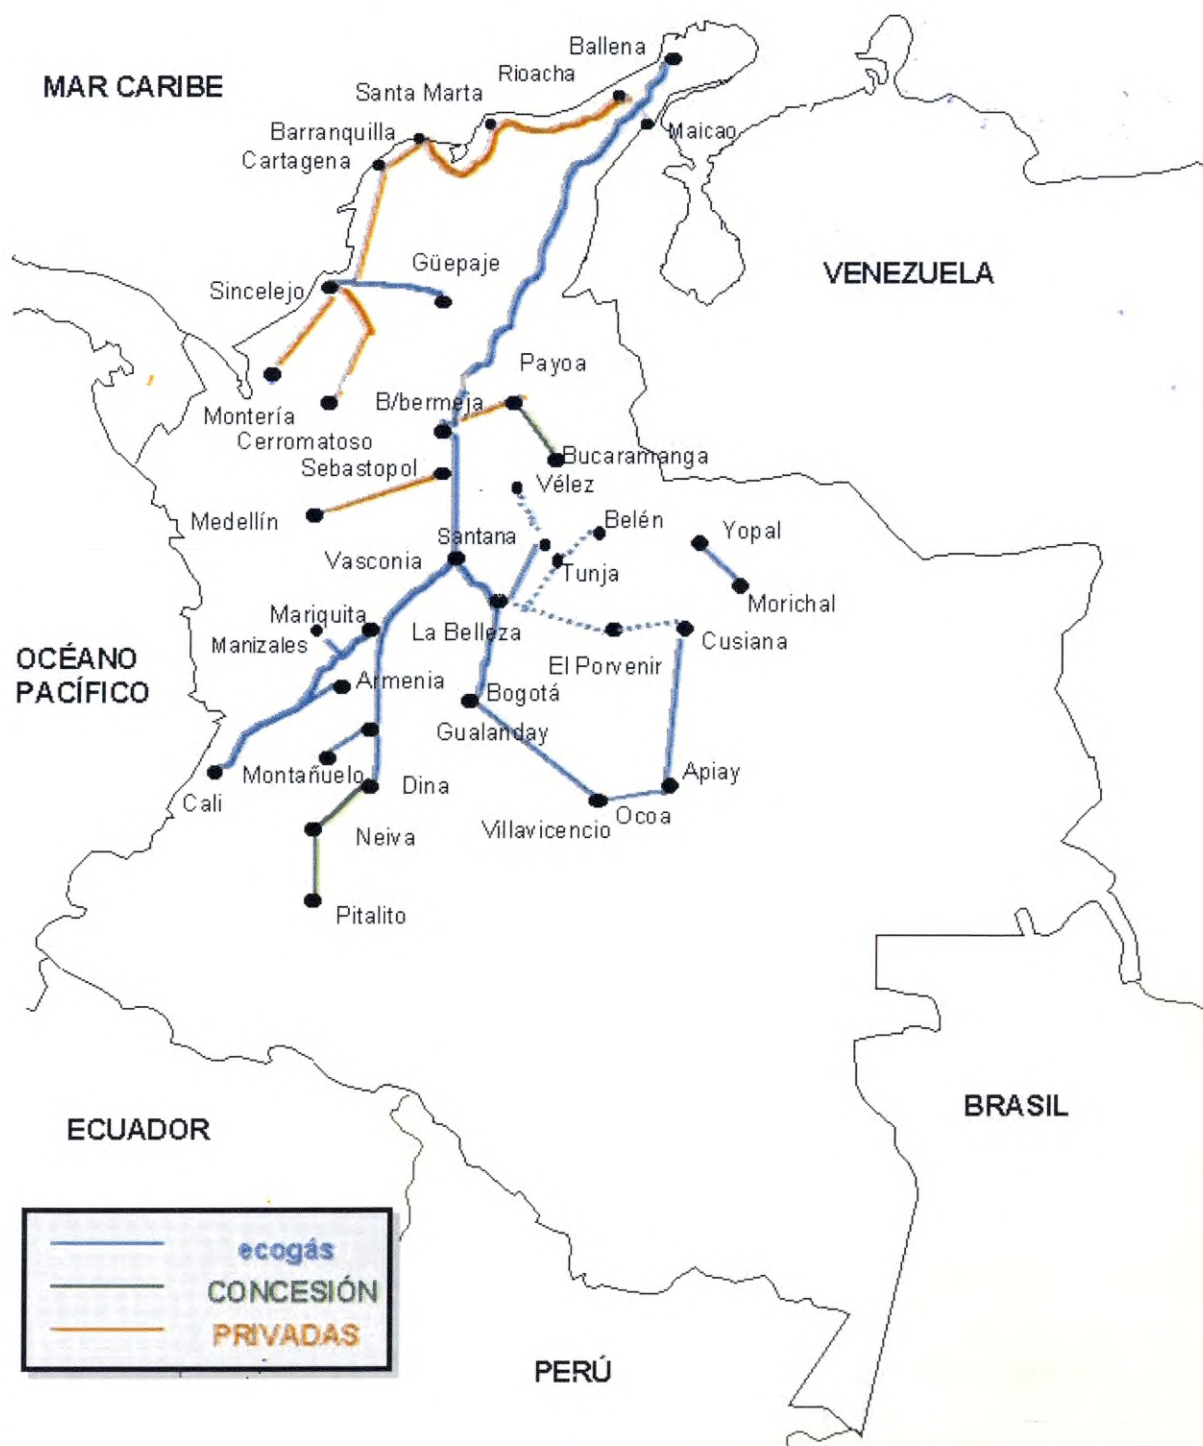 Ballena
MAR CARIBE
Rioacha
Santa Marta
Barranquilla
Maicao
Cartagena
Güepaje
VENEZUELA
Sincelejo
Payoa
B/bermeja
Montería
Cerromatoso
Bucaramanga
Sebastopol
Vélez
Medellín
Belén
Santana
Yopal
Vasconia
Tunja
Morichal
Mariquita
La Belleza
Cusiana
Manizales
OCÉANO
PACÍFICO
El Porvenir
Armenia
Bogotá
Gualanday
Montañuelo
Dina
Apiay
Cali
Ocoa
Villavicencio
Neiva
Pitalito
BRASIL
ECUADOR
ecogás
CONCESIÓN
PRIVADAS
PERÚ